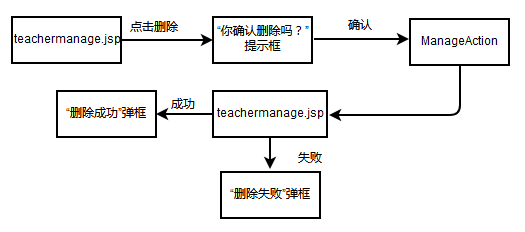 teachermanage.jsp
点击删除
“你确认删除吗？”
提示框
确认
ManageAction
“删除成功”弹框
成功
teachermanage.jsp
失败
“删除失败”弹框